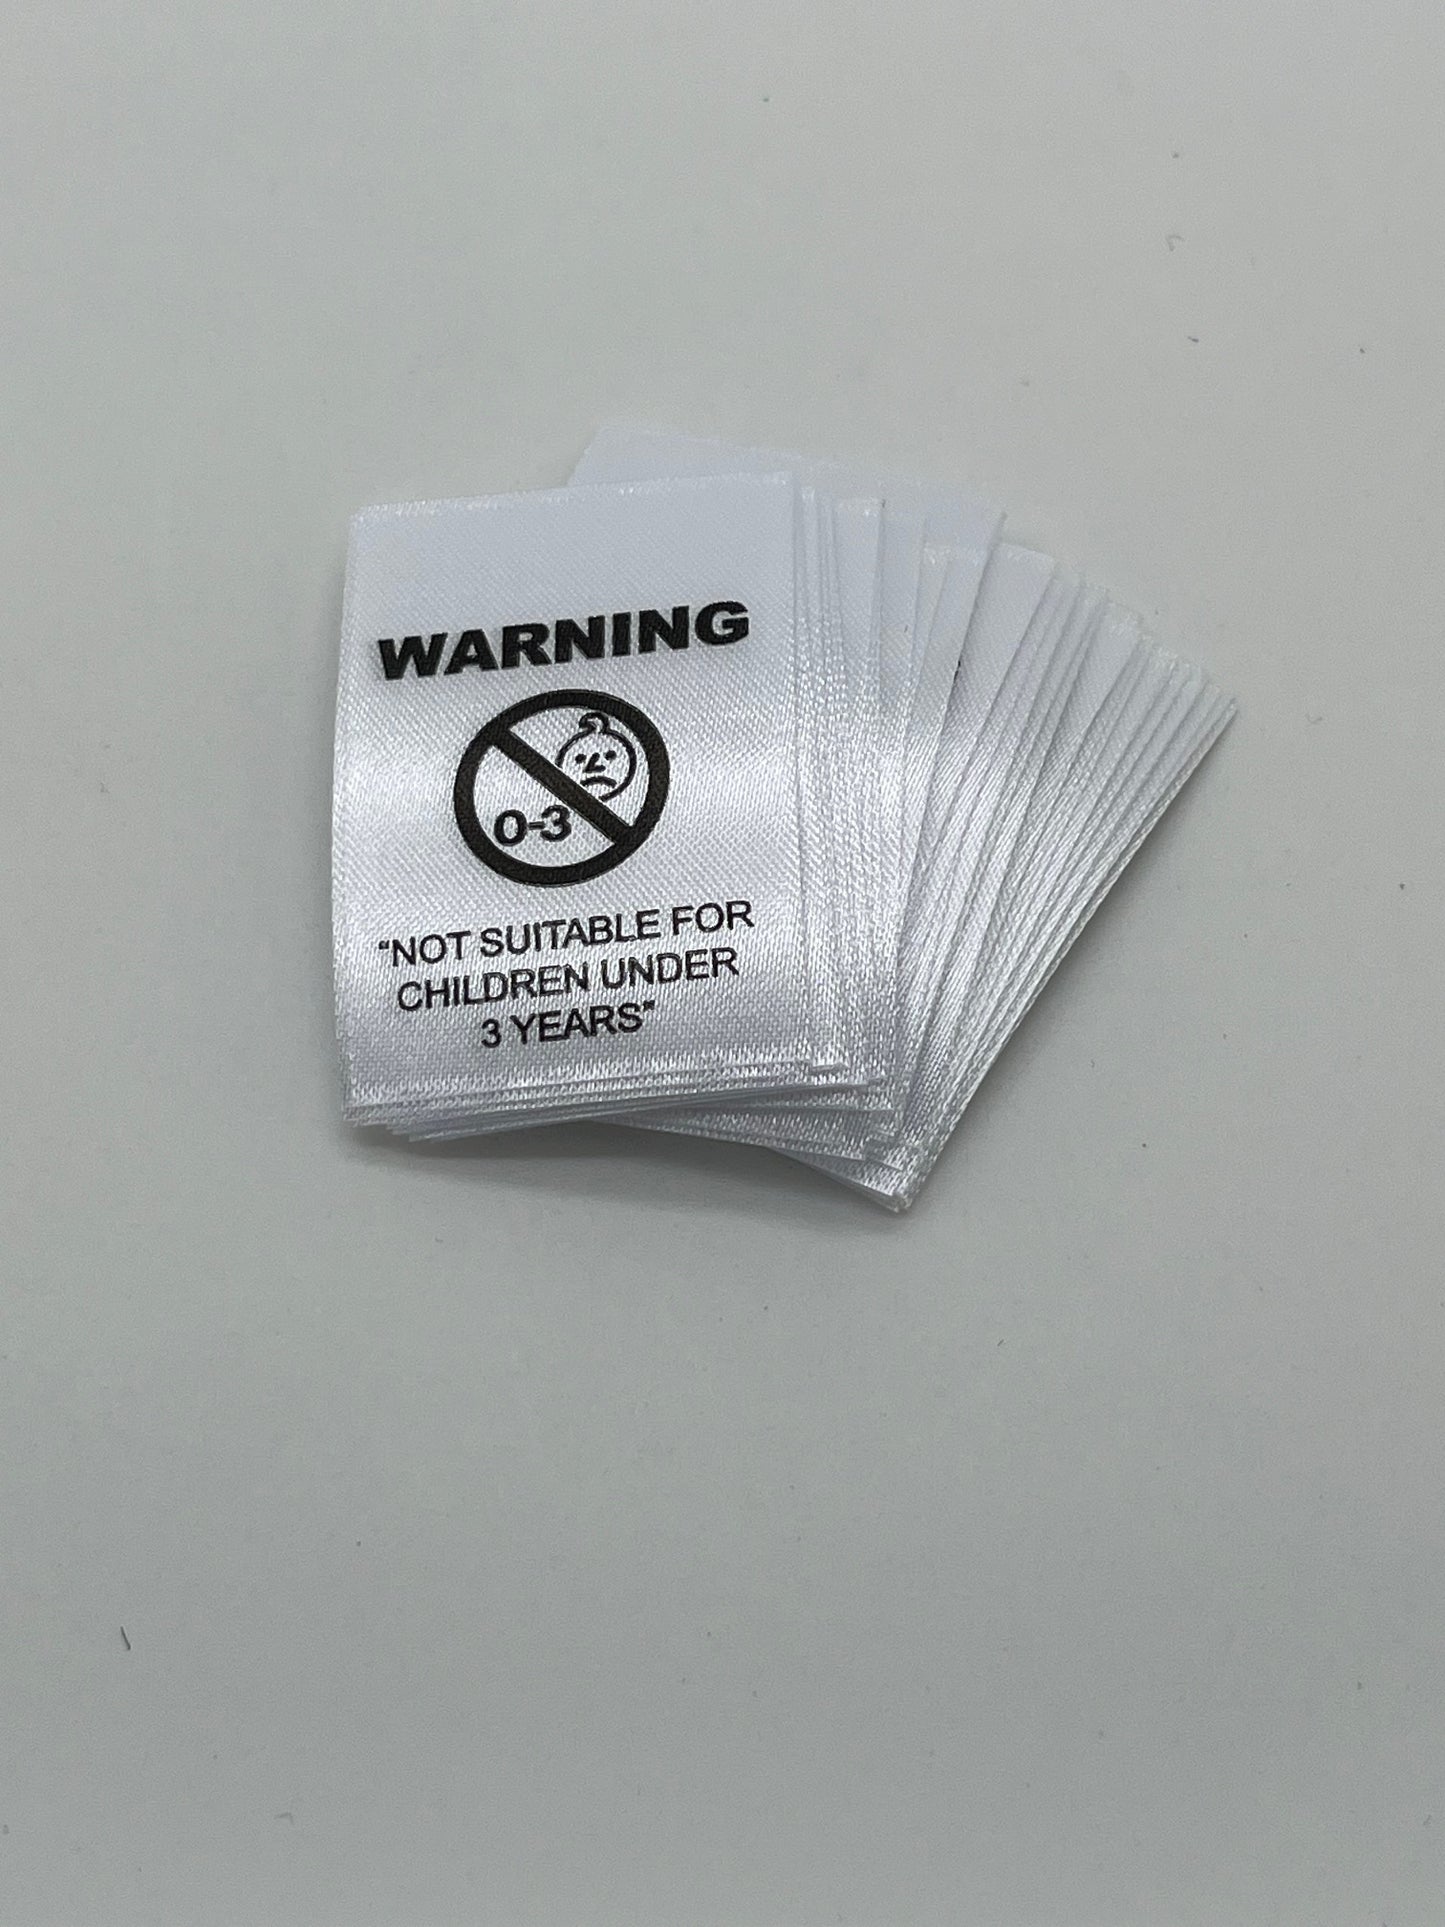 WARNING
0-3
“NOT SUITABLE FOR
CHILDREN UNDER
3 YEARS”